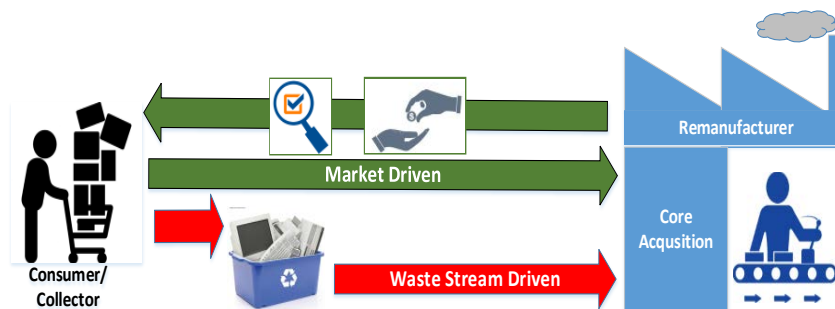 Remanufacturer
Market Driven
Core
Acqusition
Waste Stream Driven
Consumer/
Collector